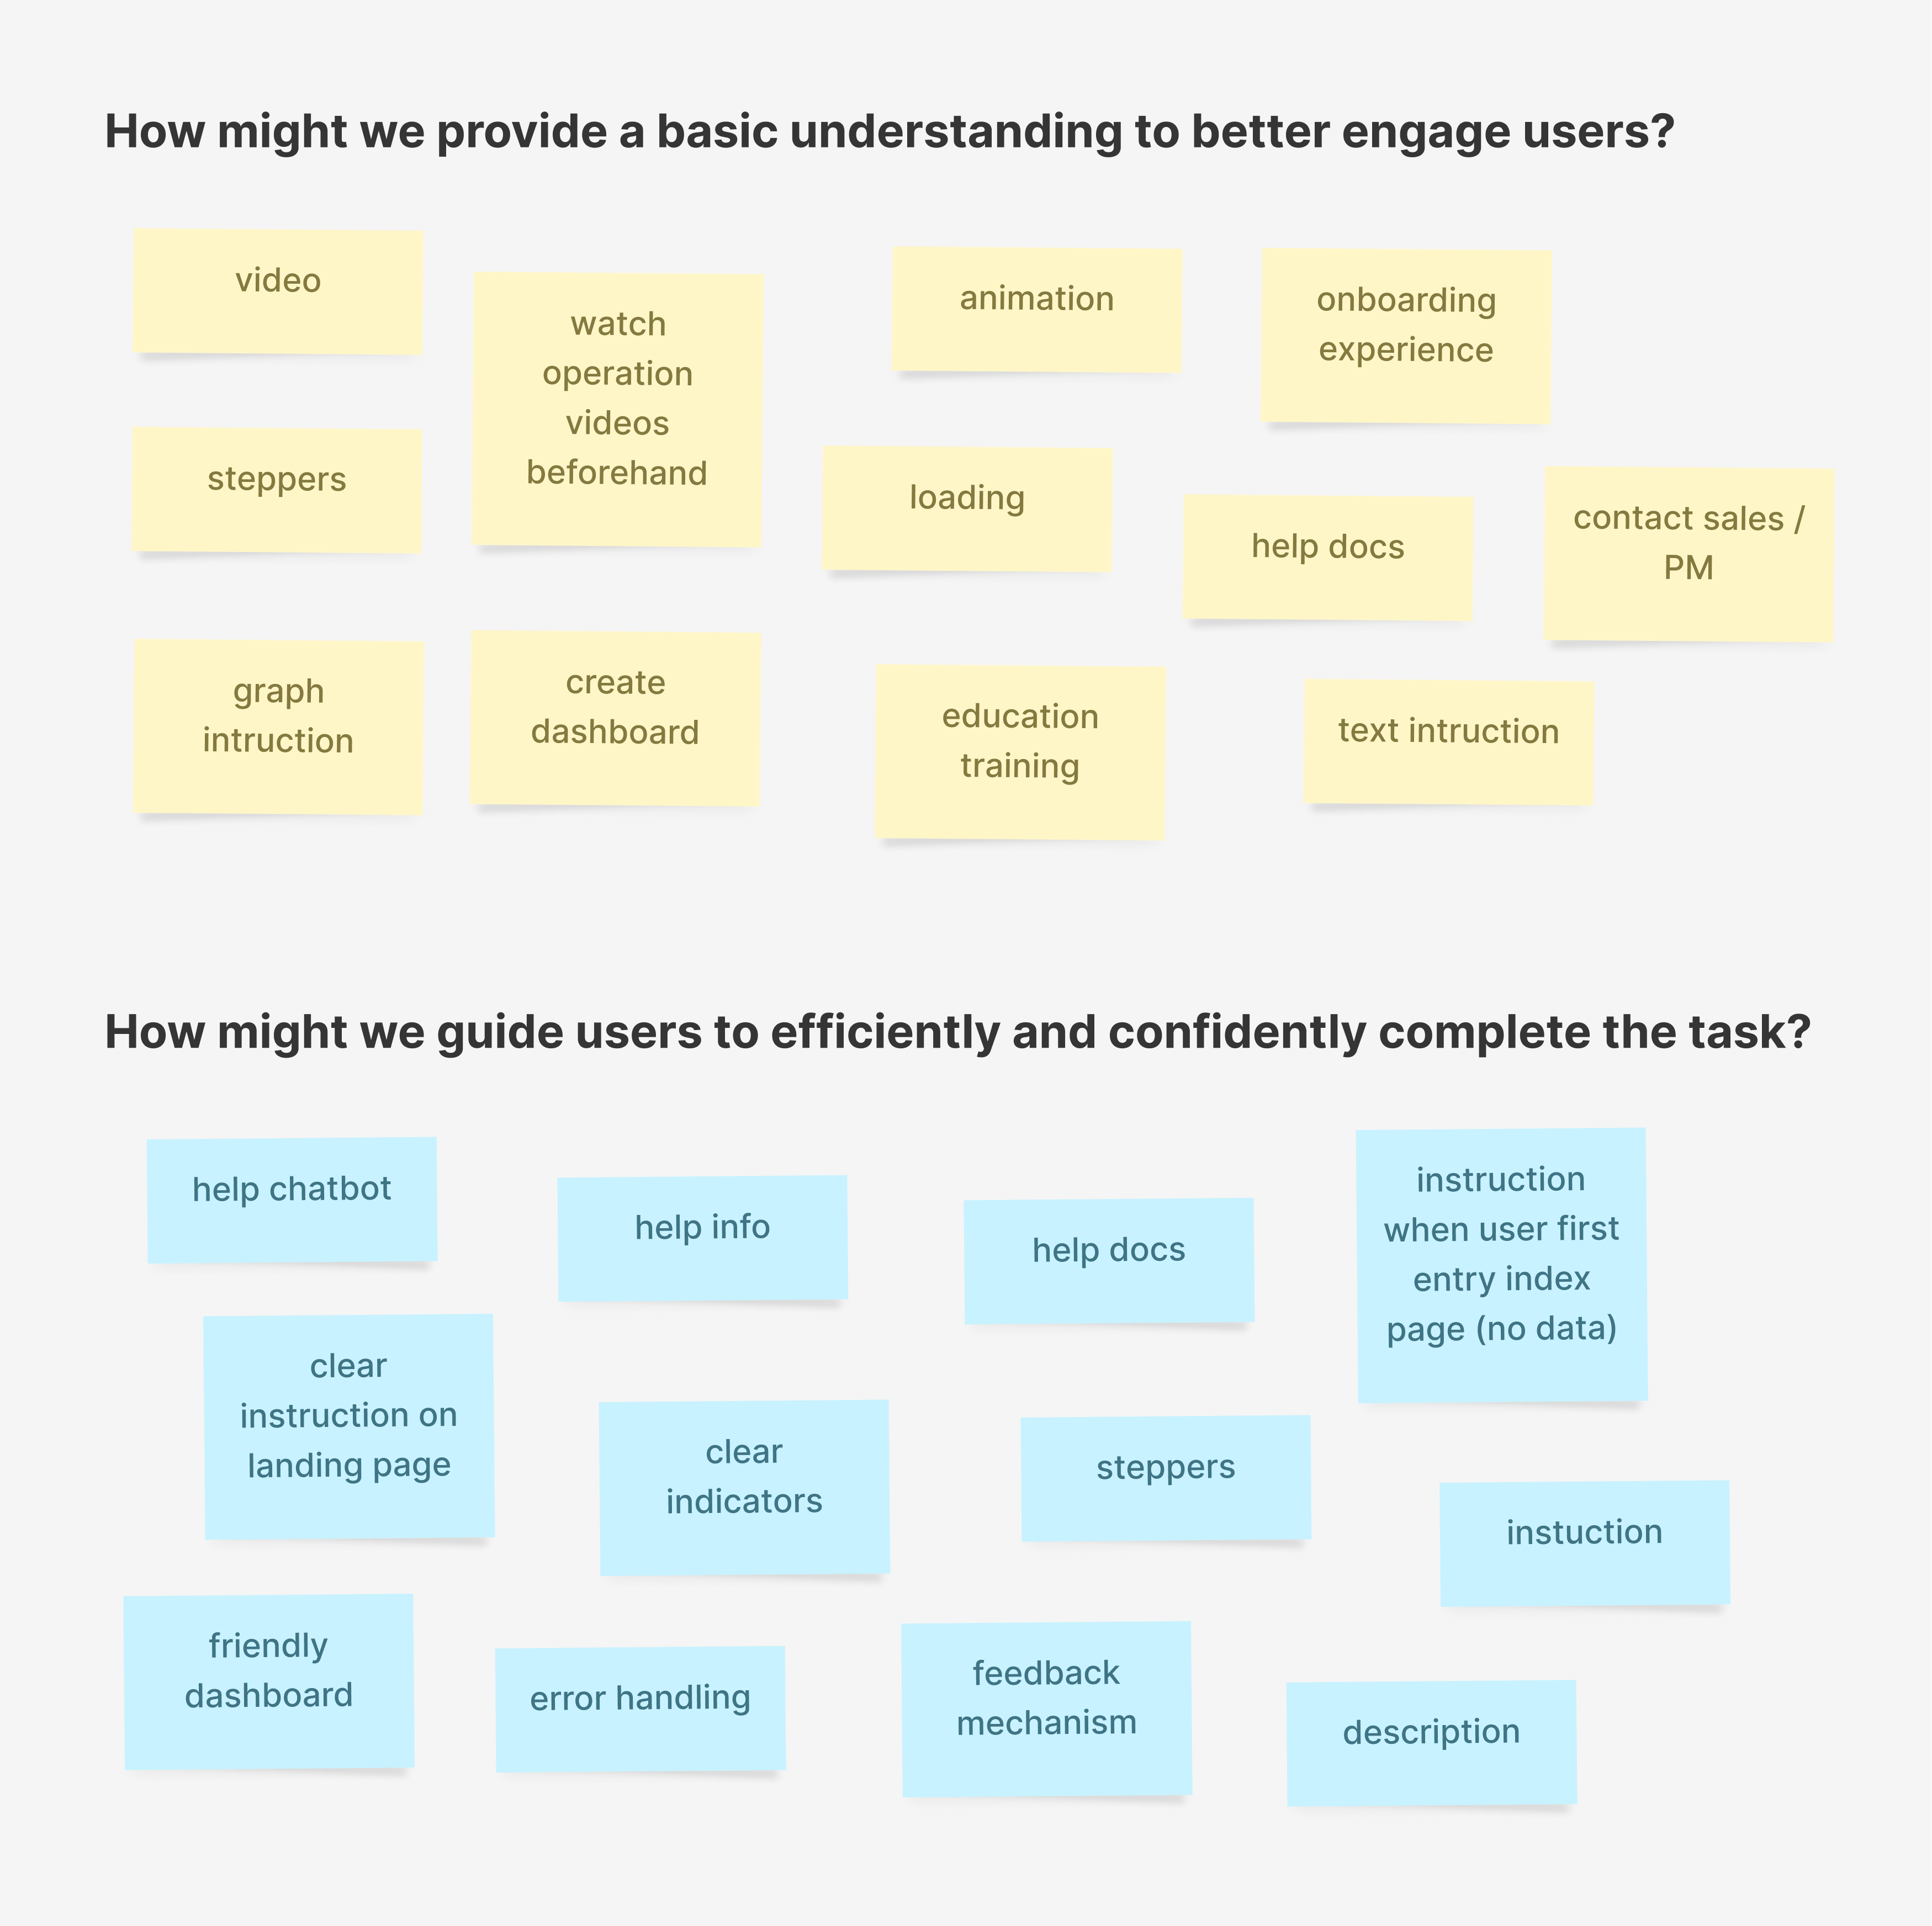 How might we provide a basic understanding to better engage users?
video
watch
operation
videos
beforehand
animation
onboarding
experience
steppers
loading
help docs
contact sales /
PM
graph
intruction
create
dashboard
education
training
text intruction
How might we guide users to efficiently and confidently complete the task?
help chatbot
help info
help docs
instruction
when user first
entry index
page (no data)
clear
instruction on
landing page
clear
indicators
steppers
instuction
friendly
dashboard
error handling
feedback
mechanism
description